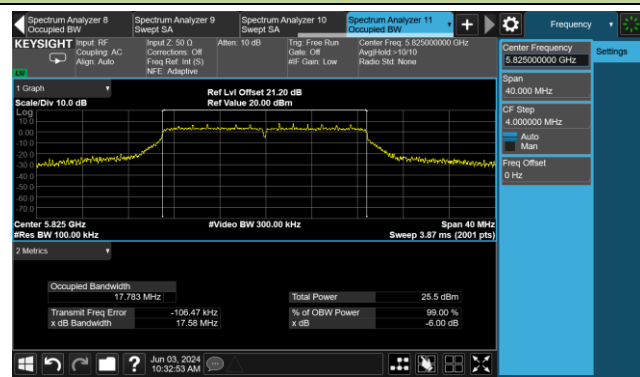 Spectrum Analyzer 8
Occupied BW
Spectrum Analyzer 9
Swept SA
Spectrum Analyzer 10
Swept SA
Spectrum Analyzer 11
Occupied BW
Frequency
KEYSIGHT
Input: RF
Coupling: AC
Align: Auto
Input Z: 50 Ω
Corrections: Off
Freq Ref: Int (S)
NFE: Adaptive
Atten: 10 dB
Trig: Free Run
Gate: Off
#IF Gain: Low
Center Freq: 5.825000000 GHz
Avg|Hold:>10/10
Radio Std: None
LW
Center Frequency
5.825000000 GHz
Settings
Span
40.000 MHz
CF Step
4.000000 MHz
Auto
Man
Freq Offset
0 Hz
1 Graph
Scale/Div 10.0 dB
Ref Lvl Offset 21.20 dB
Ref Value 20.00 dBm
Log
10.0
0.00
-10.0
-20.0
-30.0
-40.0
-50.0
-60.0
-70.0
Center 5.825 GHz
#Res BW 100.00 kHz
#Video BW 300.00 kHz
Span 40 MHz
Sweep 3.87 ms (2001 pts)
2 Metrics
Occupied Bandwidth
17.783 MHz
Total Power 25.5 dBm
Transmit Freq Error -106.47 kHz
% of OBW Power 99.00 %
x dB Bandwidth 17.58 MHz
x dB -6.00 dB
?
Jun 03, 2024
10:32:53 AM